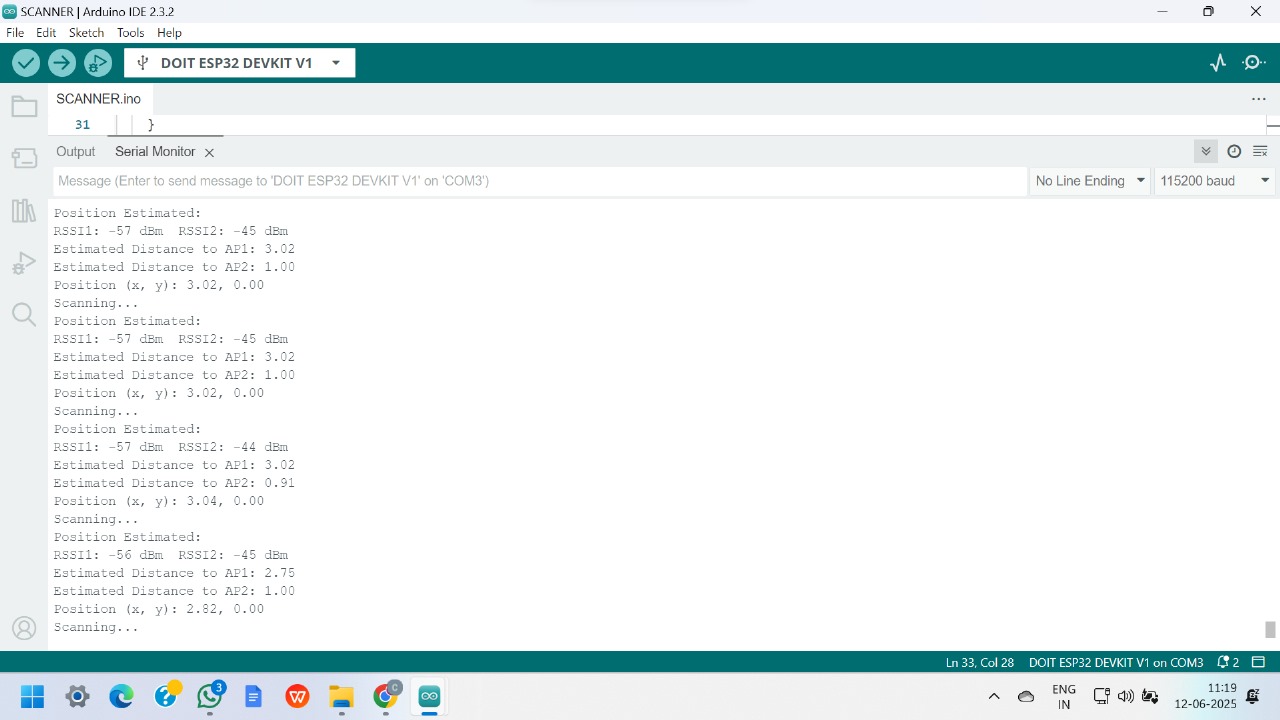 SCANNER | Arduino IDE 2.3.2
File Edit Sketch Tools Help
DOIT ESP32 DEVKIT V1
SCANNER.ino
31 }
Output Serial Monitor
Message (Enter to send message to 'DOIT ESP32 DEVKIT V1' on 'COM3') No Line Ending 115200 baud
Position Estimated:
RSSI1: -57 dBm RSSI2: -45 dBm
Estimated Distance to AP1: 3.02
Estimated Distance to AP2: 1.00
Position (x, y): 3.02, 0.00
Scanning...
Position Estimated:
RSSI1: -57 dBm RSSI2: -45 dBm
Estimated Distance to AP1: 3.02
Estimated Distance to AP2: 1.00
Position (x, y): 3.02, 0.00
Scanning...
Position Estimated:
RSSI1: -57 dBm RSSI2: -44 dBm
Estimated Distance to AP1: 3.02
Estimated Distance to AP2: 0.91
Position (x, y): 3.04, 0.00
Scanning...
Position Estimated:
RSSI1: -56 dBm RSSI2: -45 dBm
Estimated Distance to AP1: 2.75
Estimated Distance to AP2: 1.00
Position (x, y): 2.82, 0.00
Scanning...
Ln 33, Col 28 DOIT ESP32 DEVKIT V1 on COM3 2
3 C ENG 11:19
IN 12-06-2025